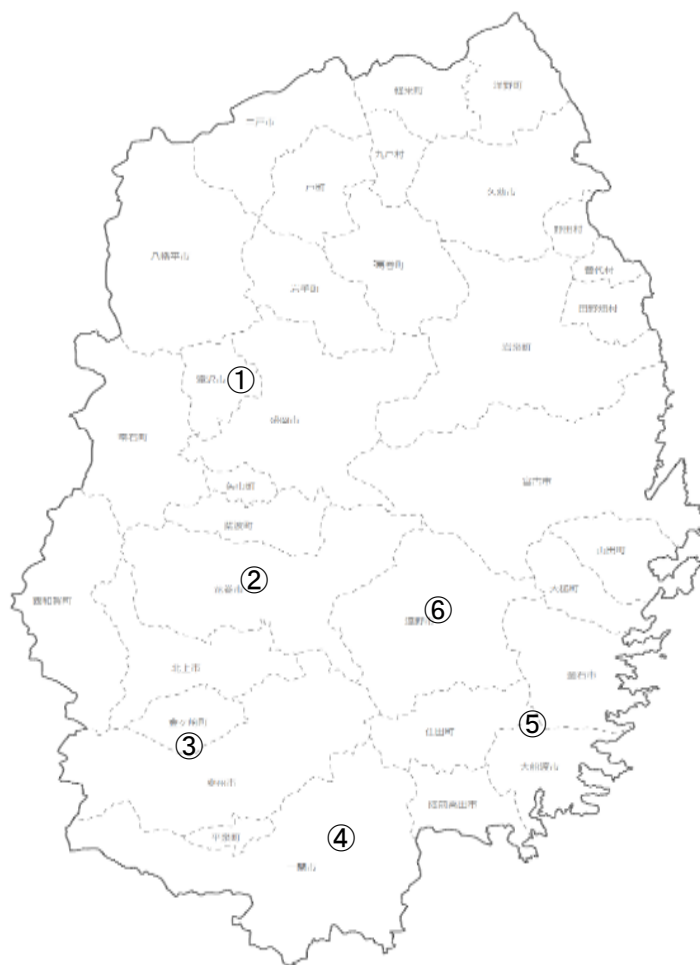 軽米町
洋野町
二戸市
九戸村
戸町
久慈市
野田村
八幡平市
葛巻町
普代村
岩手町
田野畑村
岩泉町
滝沢市
①
盛岡市
雫石町
矢巾町
宮古市
紫波町
山田町
②
花巻市
大槌町
西和賀町
⑥
遠野市
北上市
釜石市
金ケ崎町
⑤
住田町
③
大船渡市
奥州市
陸前高田市
平泉町
④
一関市